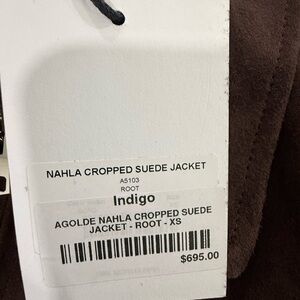 NAHLA CROPPED SUEDE JACKET
A5103
ROOT
Indigo
AGOLDE NAHLA CROPPED SUEDE
JACKET - ROOT - XS
$695.00